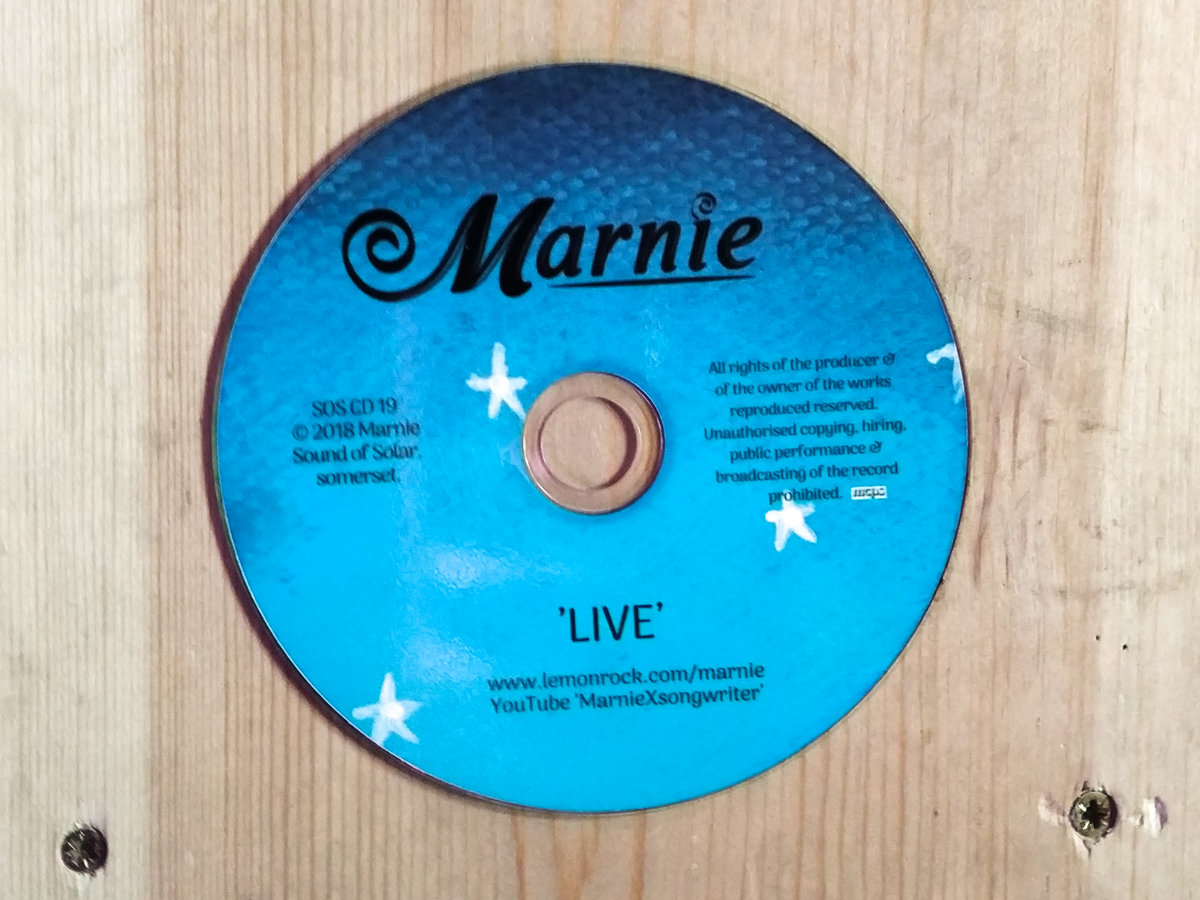 Marnie
SOS CD 19
© 2018 Marnie
Sound of Solar.
somerset.
All rights of the producer &
of the owner of the works
reproduced reserved.
Unauthorised copying, hiring,
public performance &
broadcasting of the record
prohibited. mcps
'LIVE'
www.lemonrock.com/marnie
YouTube 'MarnieXsongwriter'